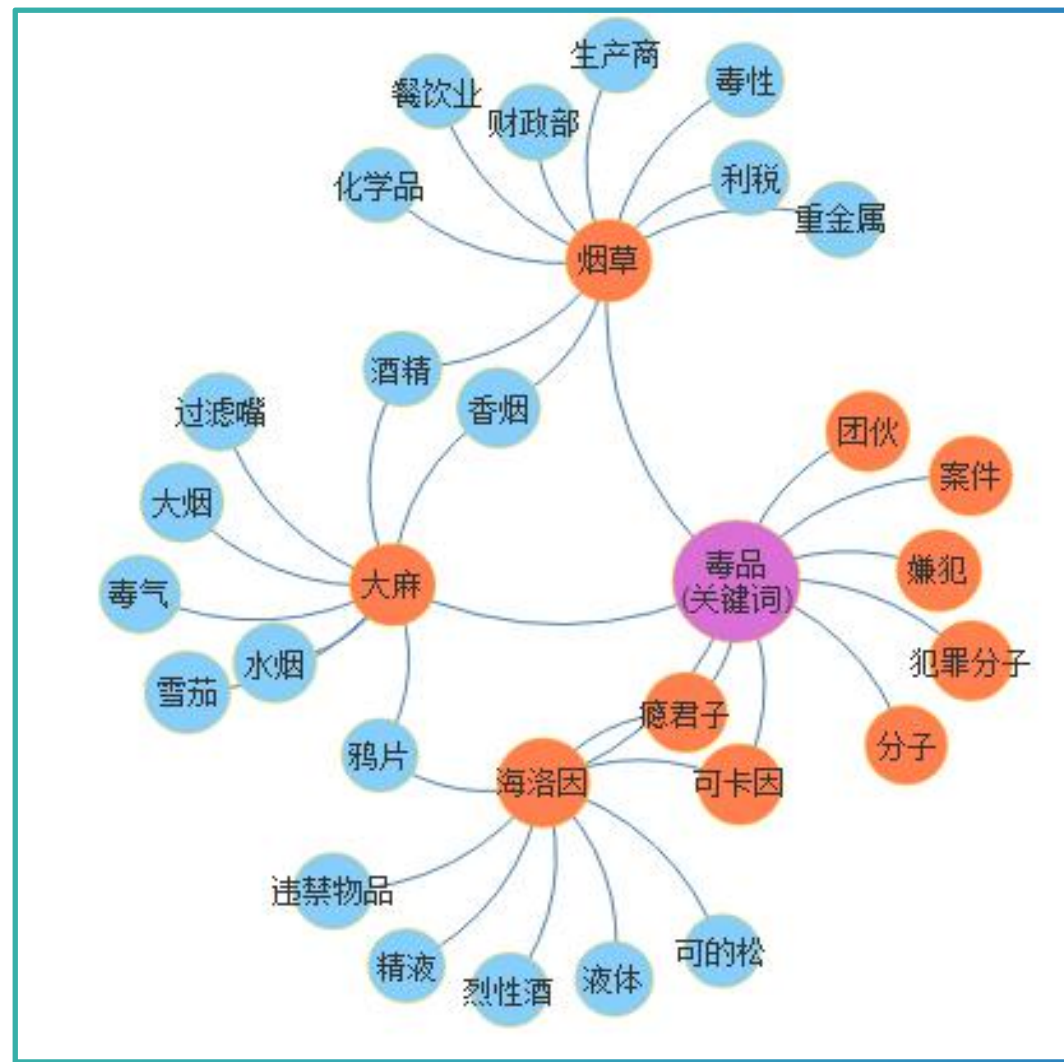 生产商
毒性
餐饮业
财政部
化学品
利税
重金属
烟草
酒精
香烟
过滤嘴
团伙
案件
大烟
毒品
(关键词)
嫌犯
毒气
大麻
水烟
犯罪分子
雪茄
瘾君子
分子
鸦片
海洛因
可卡因
违禁物品
精液
烈性酒
液体
可的松